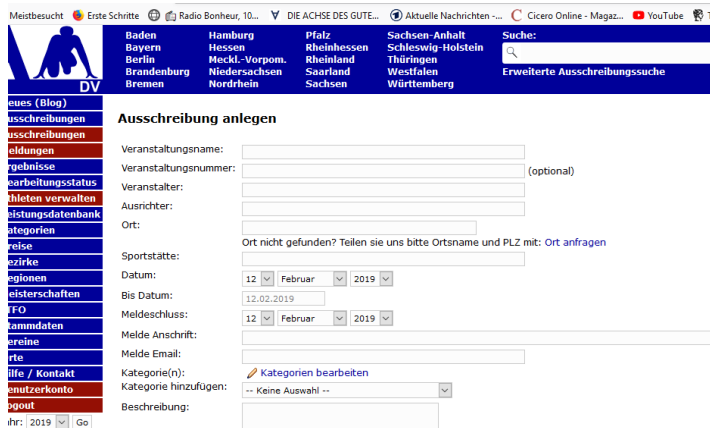 Meistbesucht Erste Schritte Radio Bonheur, 10... DIE ACHSE DES GUTE... Aktuelle Nachrichten -... Cicero Online - Magaz... YouTube
Baden Hamburg Pfalz Sachsen-Anhalt Suche:
Bayern Hessen Rheinhessen Schleswig-Holstein
Berlin Meckl.-Vorpom. Rheinland Thüringen
Brandenburg Niedersachsen Saarland Westfalen Erweiterte Ausschreibungssuche
Bremen Nordrhein Sachsen Württemberg
DV
eues (Blog)
usschreibungen
usschreibungen
eldungen
rgebnisse
earbeitungsstatus
thleten verwalten
eistungsdatenbank
ategorien
reise
ezirke
egionen
eisterschaften
TFO
tammdaten
ereine
rte
ilfe / Kontakt
enutzerkonto
ogout
ahr: 2019 Go
Ausschreibung anlegen
Veranstaltungsname:
Veranstaltungsnummer: (optional)
Veranstalter:
Ausrichter:
Ort:
Ort nicht gefunden? Teilen sie uns bitte Ortsname und PLZ mit: Ort anfragen
Sportstätte:
Datum: 12 Februar 2019
Bis Datum: 12.02.2019
Meldeschluss: 12 Februar 2019
Melde Anschrift:
Melde Email:
Kategorie(n): Kategorien bearbeiten
Kategorie hinzufügen: -- Keine Auswahl --
Beschreibung: